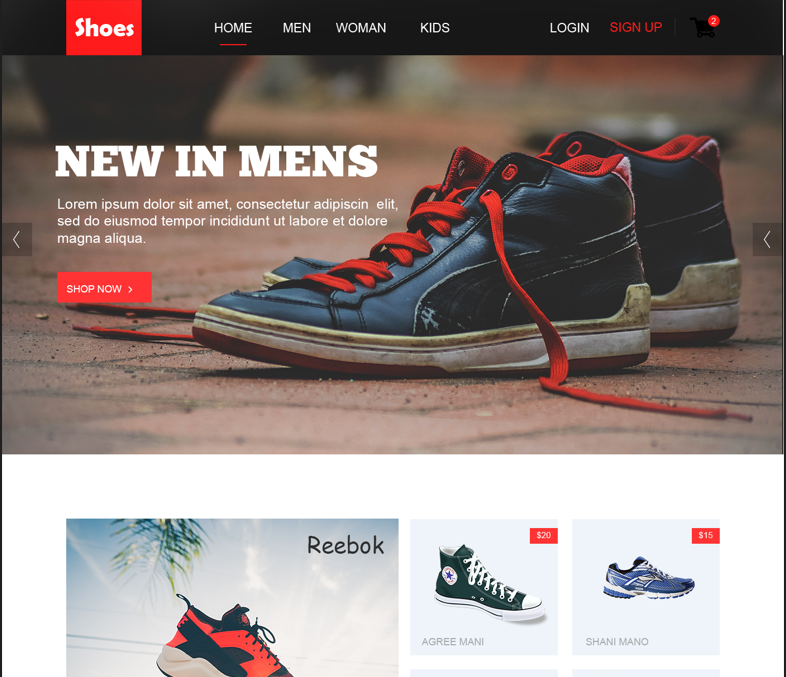 Shoes
HOME MEN WOMAN KIDS LOGIN SIGN UP 2
NEW IN MENS
Lorem ipsum dolor sit amet, consectetur adipiscin elit,
sed do eiusmod tempor incididunt ut labore et dolore
magna aliqua.
SHOP NOW
Reebok
$20
AGREE MANI
$15
SHANI MANO